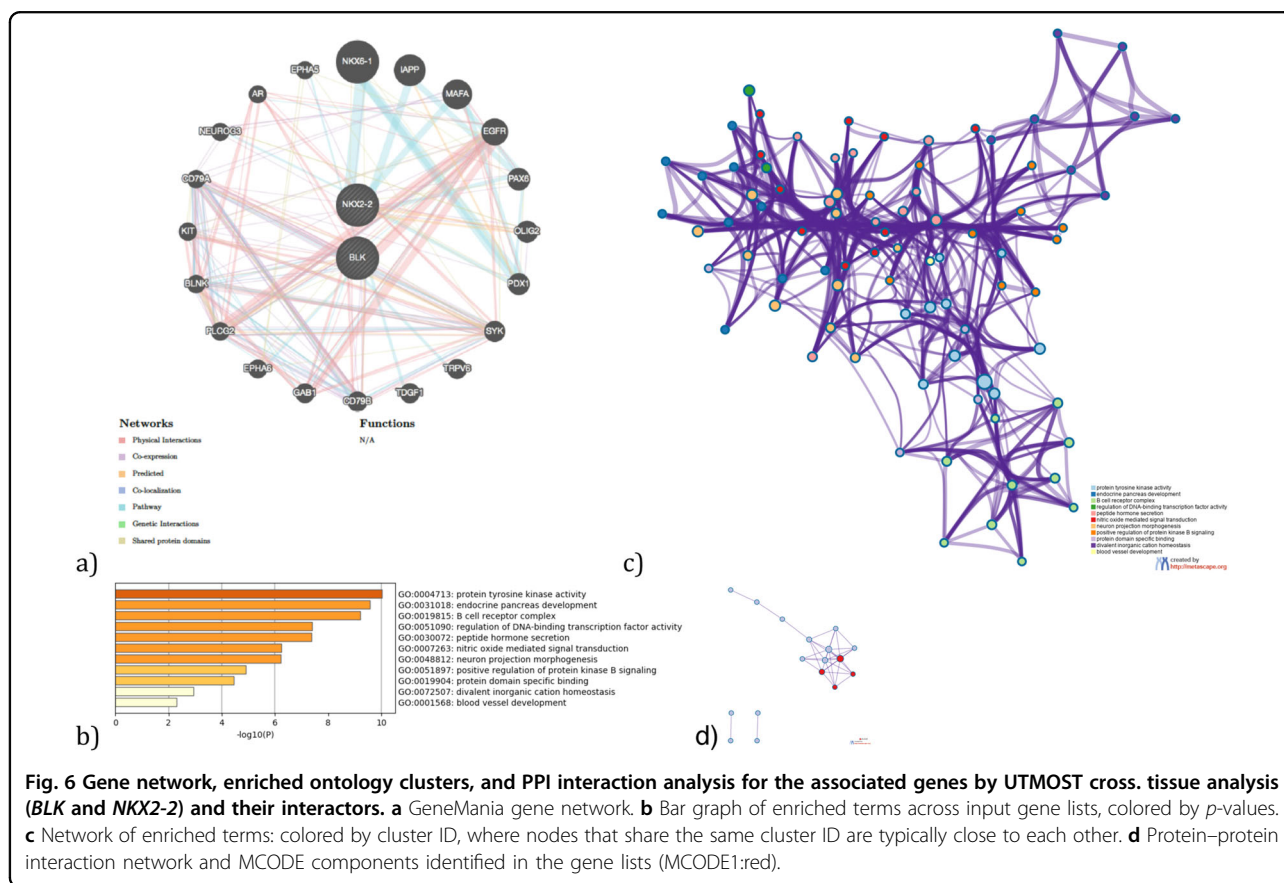 NKX6-1
IAPP
EPHA5
MAFA
AR
EGFR
NEUROG3
PAX6
CD79A
NKX2-2
OLIG2
KIT
BLK
BLNK
PDX1
PLCG2
SYK
EPHA6
TRPV6
GAB1
CD79B
TDGF1
Networks
Physical Interactions
Co-expression
Predicted
Co-localization
Pathway
Genetic Interactions
Shared protein domains
Functions
N/A
a)
protein tyrosine kinase activity
endocrine pancreas development
B cell receptor complex
regulation of DNA-binding transcription factor activity
peptide hormone secretion
nitric oxide mediated signal transduction
neuron projection morphogenesis
positive regulation of protein kinase B signaling
protein domain specific binding
divalent inorganic cation homeostasis
blood vessel development
created by
http://metascape.org
c)
GO:0004713: protein tyrosine kinase activity
GO:0031018: endocrine pancreas development
GO:0019815: B cell receptor complex
GO:0051090: regulation of DNA-binding transcription factor activity
GO:0030072: peptide hormone secretion
GO:0007263: nitric oxide mediated signal transduction
GO:0048812: neuron projection morphogenesis
GO:0051897: positive regulation of protein kinase B signaling
GO:0019904: protein domain specific binding
GO:0072507: divalent inorganic cation homeostasis
GO:0001568: blood vessel development
0 2 4 6 8 10
-log10(P)
b)
d)
Fig. 6 Gene network, enriched ontology clusters, and PPI interaction analysis for the associated genes by UTMOST cross. tissue analysis
(BLK and NKX2-2) and their interactors. a GeneMania gene network. b Bar graph of enriched terms across input gene lists, colored by p-values.
c Network of enriched terms: colored by cluster ID, where nodes that share the same cluster ID are typically close to each other. d Protein–protein
interaction network and MCODE components identified in the gene lists (MCODE1:red).